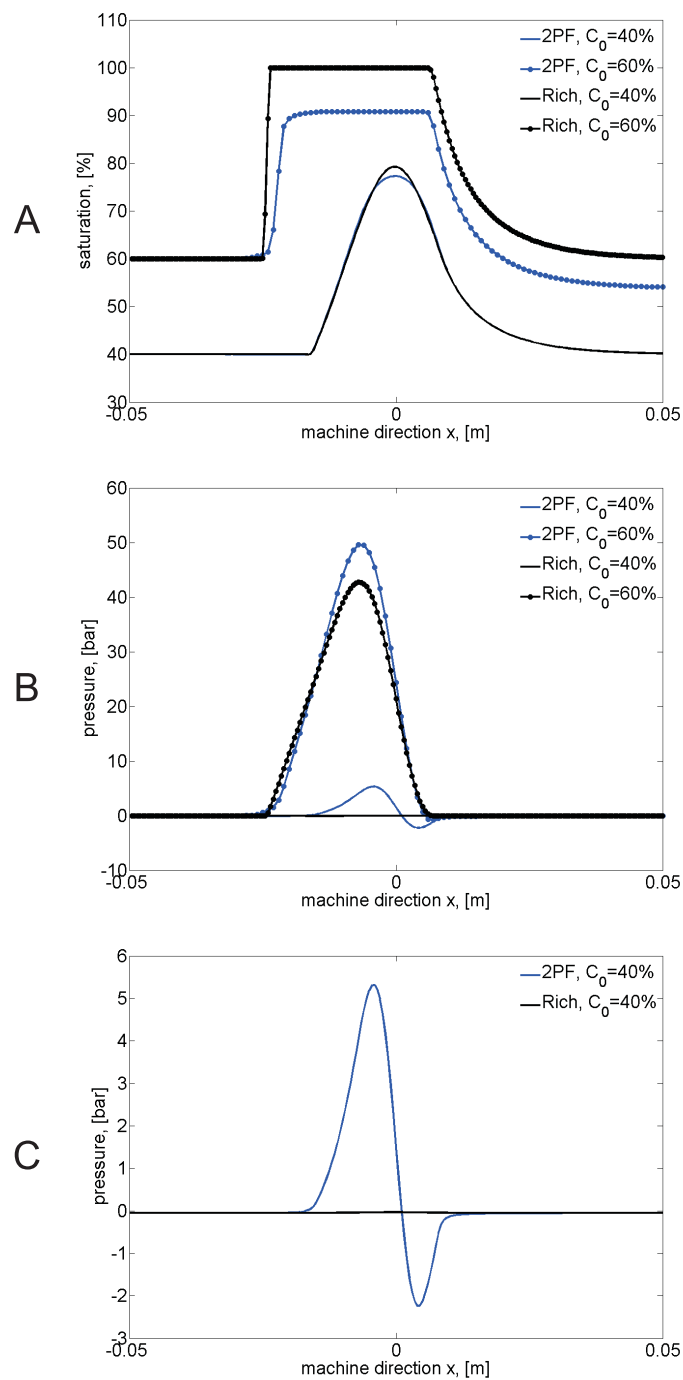 110
100
90
80
70
60
50
40
30
saturation, [%]
-0.05
0
0.05
machine direction x, [m]
2PF, C0=40%
2PF, C0=60%
Rich, C0=40%
Rich, C0=60%
A
60
50
40
30
20
10
0
-10
pressure, [bar]
-0.05
0
0.05
machine direction x, [m]
2PF, C0=40%
2PF, C0=60%
Rich, C0=40%
Rich, C0=60%
B
6
5
4
3
2
1
0
-1
-2
-3
pressure, [bar]
-0.05
0
0.05
machine direction x, [m]
2PF, C0=40%
Rich, C0=40%
C